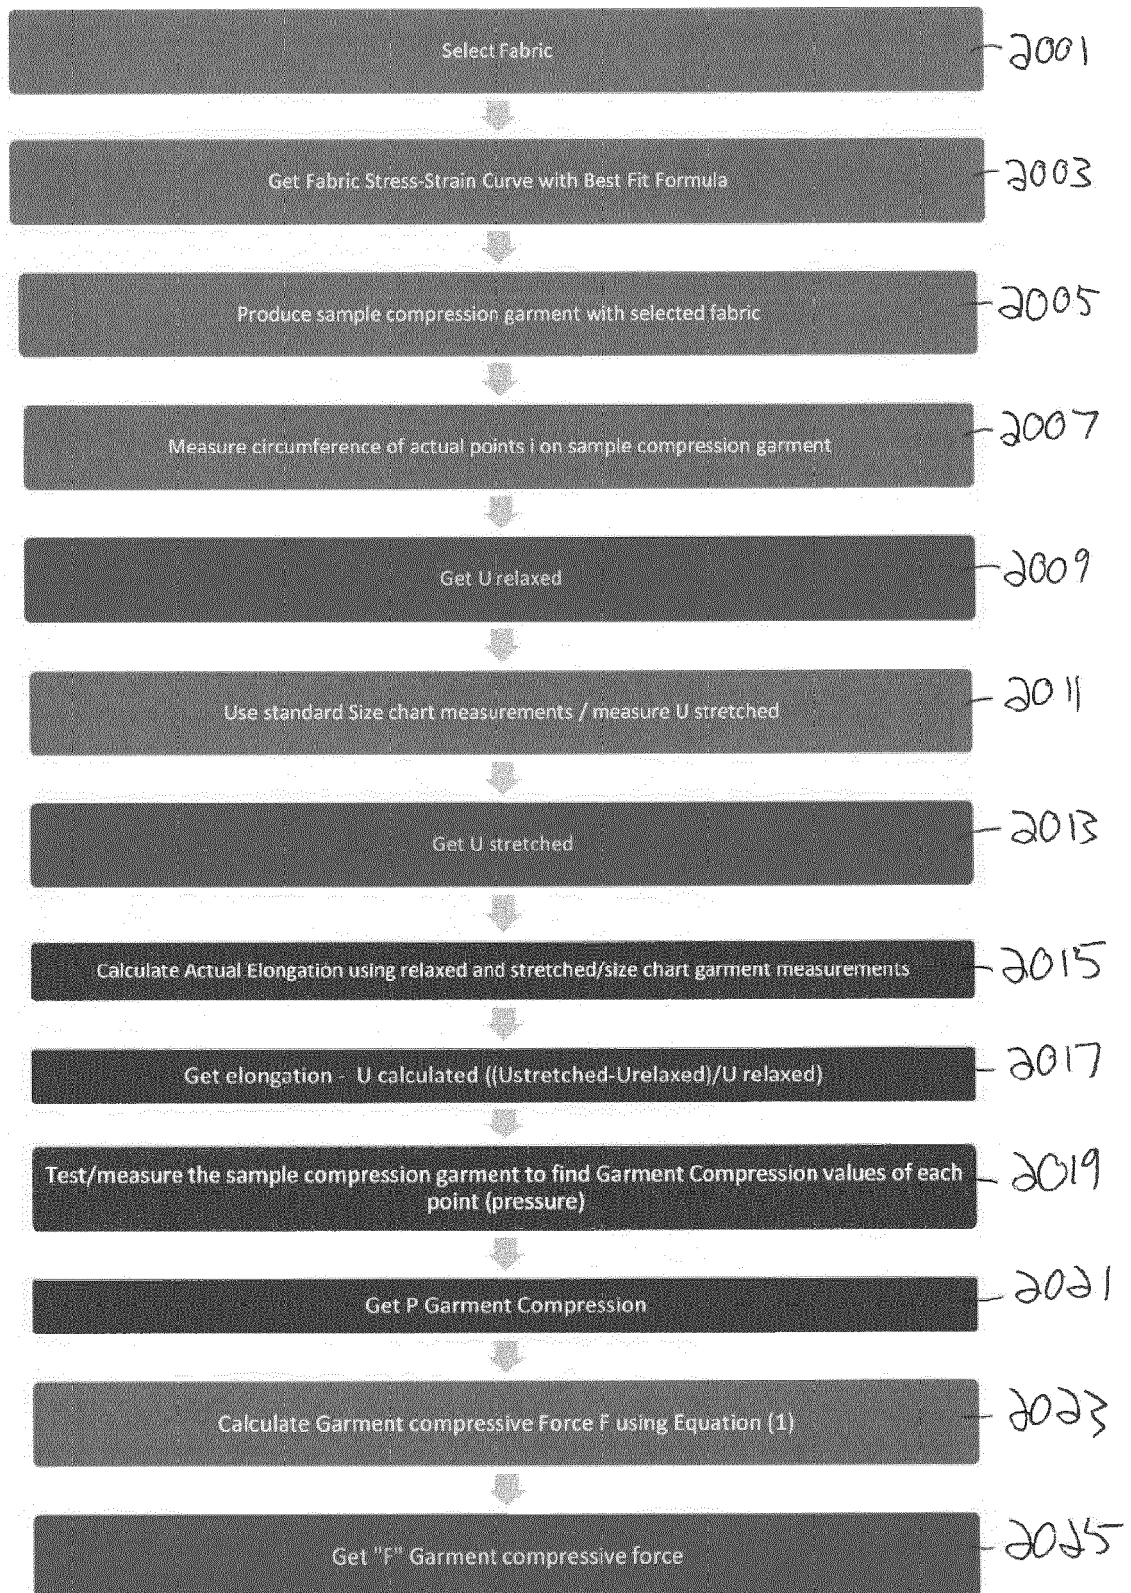 Select Fabric
2001
Get Fabric Stress-Strain Curve with Best Fit Formula
2003
Produce sample compression garment with selected fabric
2005
Measure circumference of actual points i on sample compression garment
2007
Get U relaxed
2009
Use standard Size chart measurements / measure U stretched
2011
Get U stretched
2013
Calculate Actual Elongation using relaxed and stretched/size chart garment measurements
2015
Get elongation - U calculated ((Ustretched-Urelaxed)/U relaxed)
2017
Test/measure the sample compression garment to find Garment Compression values of each
point (pressure)
2019
Get P Garment Compression
2021
Calculate Garment compressive Force F using Equation (1)
2023
Get "F" Garment compressive force
2025